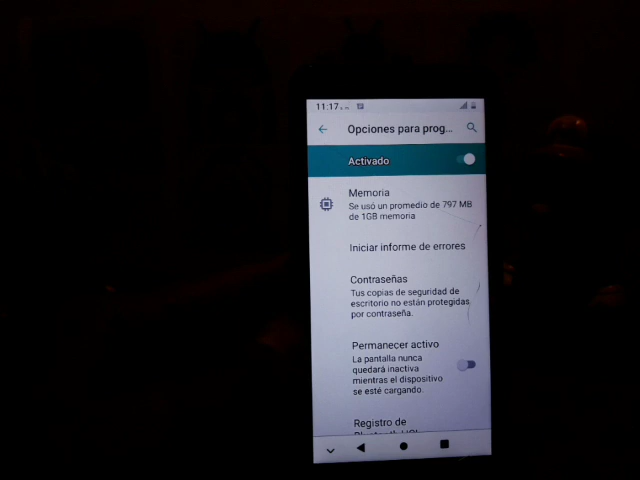 11:17
Opciones para prog...
Activado
Memoria
Se usó un promedio de 797 MB
de 1GB memoria
Iniciar informe de errores
Contraseñas
Tus copias de seguridad de
escritorio no están protegidas
por contraseña.
Permanecer activo
La pantalla nunca
quedará inactiva
mientras el dispositivo
se esté cargando.
Registro de